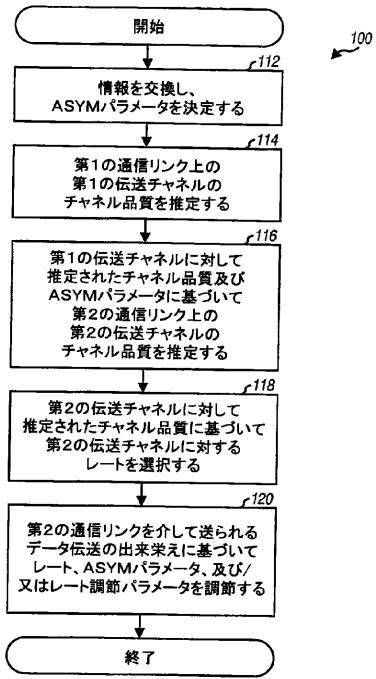 開始
100
112
情報を交換し、
ASYMパラメータを決定する
114
第1の通信リンク上の
第1の伝送チャネルの
チャネル品質を推定する
116
第1の伝送チャネルに対して
推定されたチャネル品質及び
ASYMパラメータに基づいて
第2の通信リンク上の
第2の伝送チャネルの
チャネル品質を推定する
118
第2の伝送チャネルに対して
推定されたチャネル品質に基づいて
第2の伝送チャネルに対する
レートを選択する
120
第2の通信リンクを介して送られる
データ伝送の出来栄えに基づいて
レート、ASYMパラメータ、及び/
又はレート調節パラメータを調節する
終了